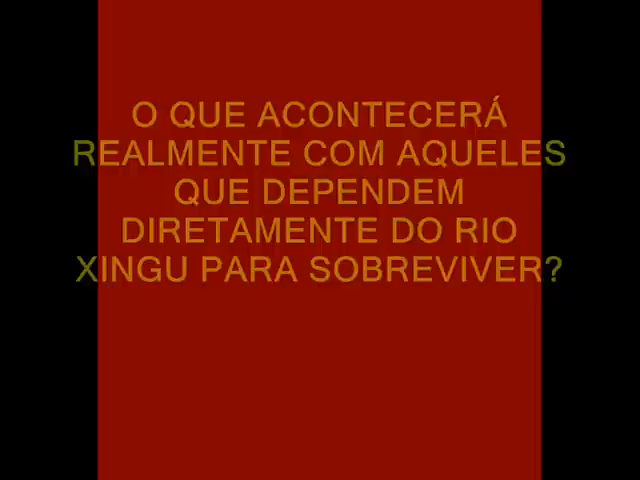 O QUE ACONTECERÁ
REALMENTE COM AQUELES
QUE DEPENDEM
DIRETAMENTE DO RIO
XINGU PARA SOBREVIVER?